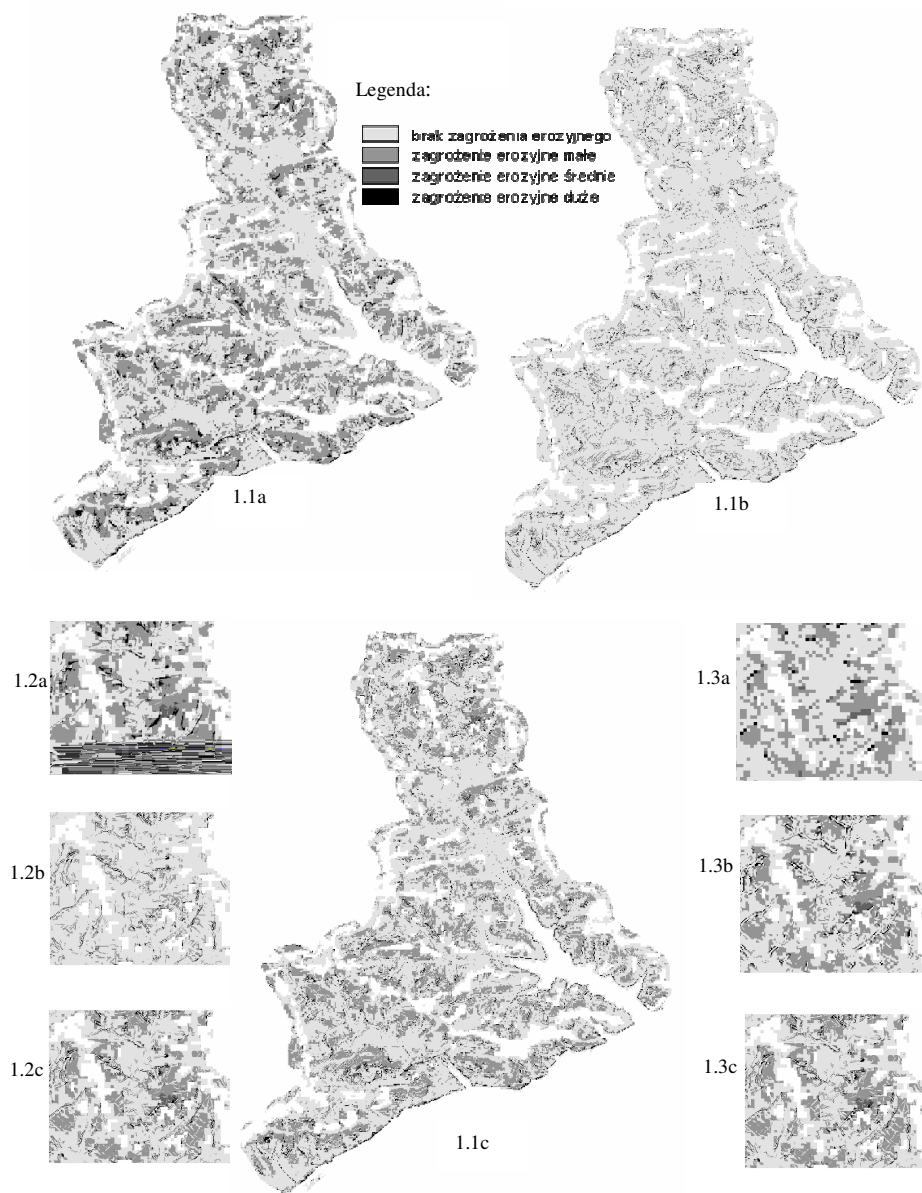 Legenda:
brak zagrożenia erozyjnego
zagrożenie erozyjne małe
zagrożenie erozyjne średnie
zagrożenie erozyjne duże
1.1a
1.1b
1.2a
1.3a
1.2b
1.3b
1.2c
1.3c
1.1c